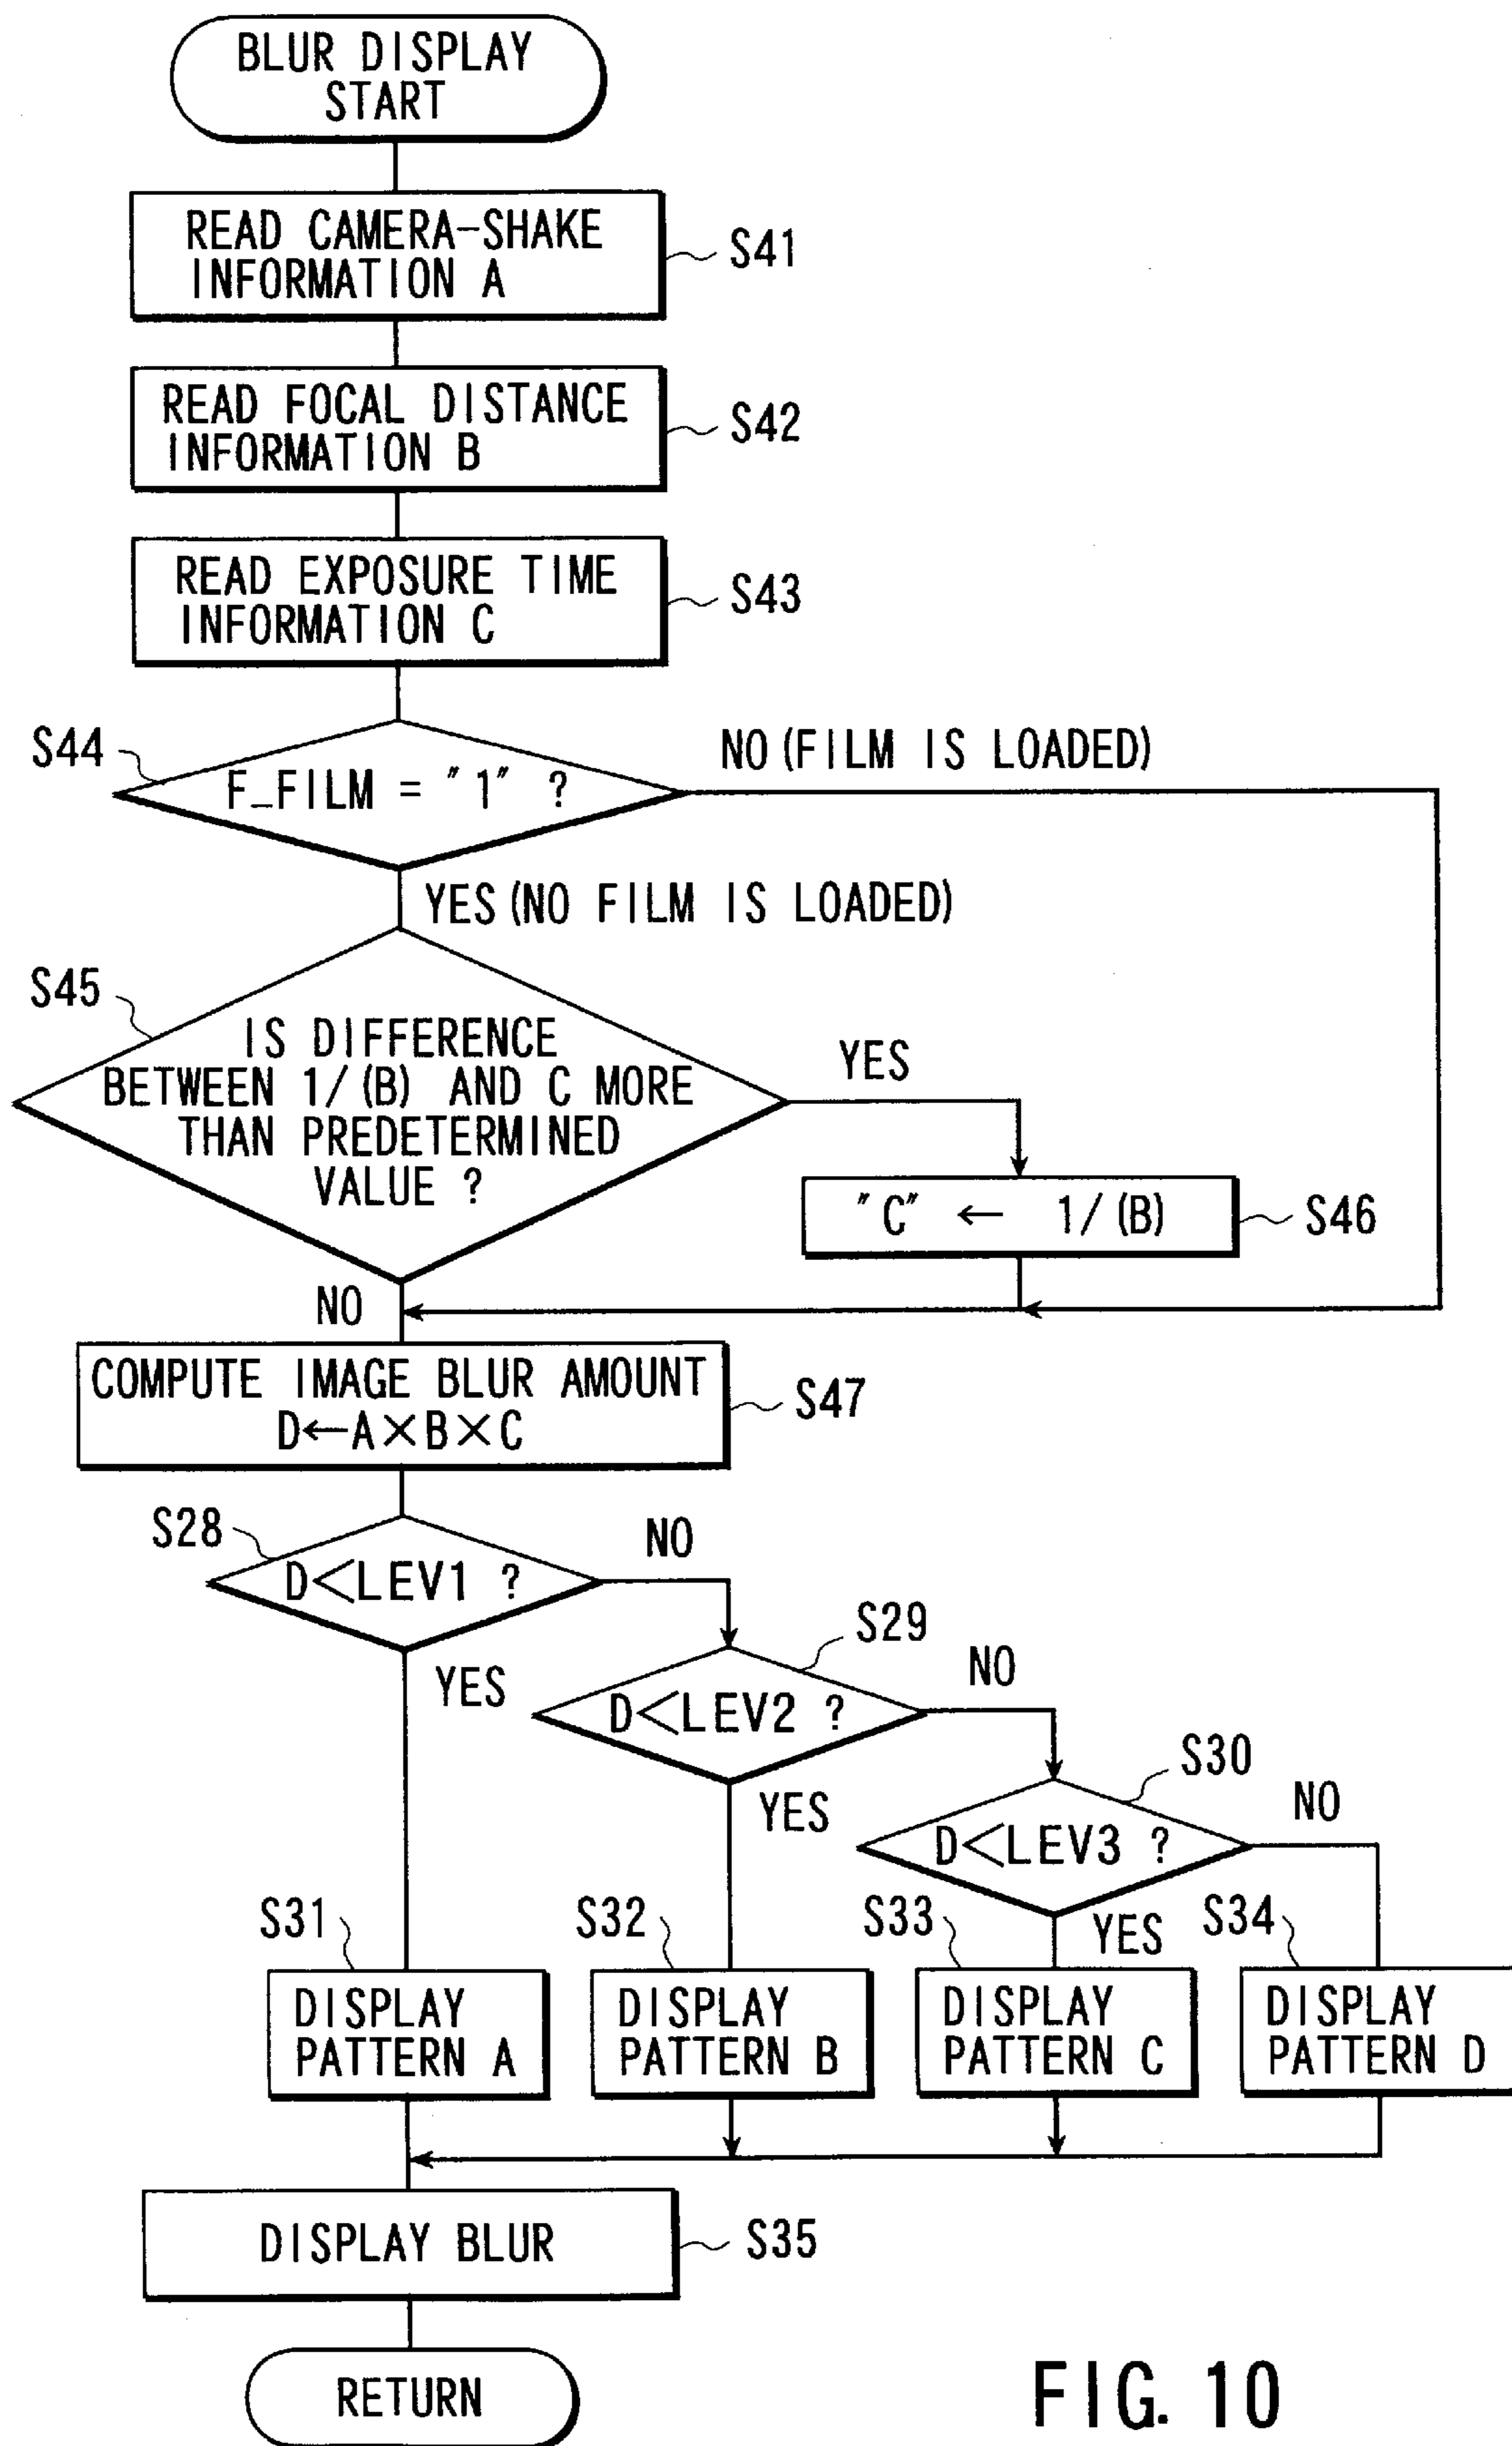 BLUR DISPLAY
START
READ CAMERA-SHAKE
INFORMATION A
S41
READ FOCAL DISTANCE
INFORMATION B
S42
READ EXPOSURE TIME
INFORMATION C
S43
S44
F_FILM = "1" ?
NO (FILM IS LOADED)
YES (NO FILM IS LOADED)
S45
IS DIFFERENCE
BETWEEN 1/(B) AND C MORE
THAN PREDETERMINED
VALUE ?
YES
"C" ← 1/(B)
S46
NO
COMPUTE IMAGE BLUR AMOUNT
D←A×B×C
S47
S28
D<LEV1 ?
NO
YES
S29
D<LEV2 ?
NO
YES
S30
D<LEV3 ?
NO
YES
S31
DISPLAY
PATTERN A
S32
DISPLAY
PATTERN B
S33
DISPLAY
PATTERN C
S34
DISPLAY
PATTERN D
DISPLAY BLUR
S35
RETURN
FIG. 10